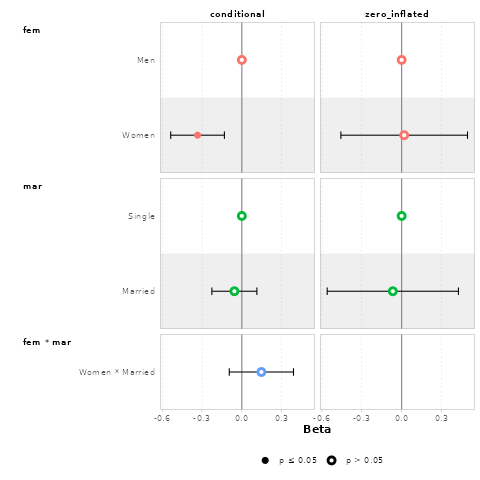 conditional zero_inflated
fem
Men
Women
mar
Single
Married
fem * mar
Women * Married
-0.6 -0.3 0.0 0.3 -0.6 -0.3 0.0 0.3
Beta
p ≤ 0.05 p > 0.05